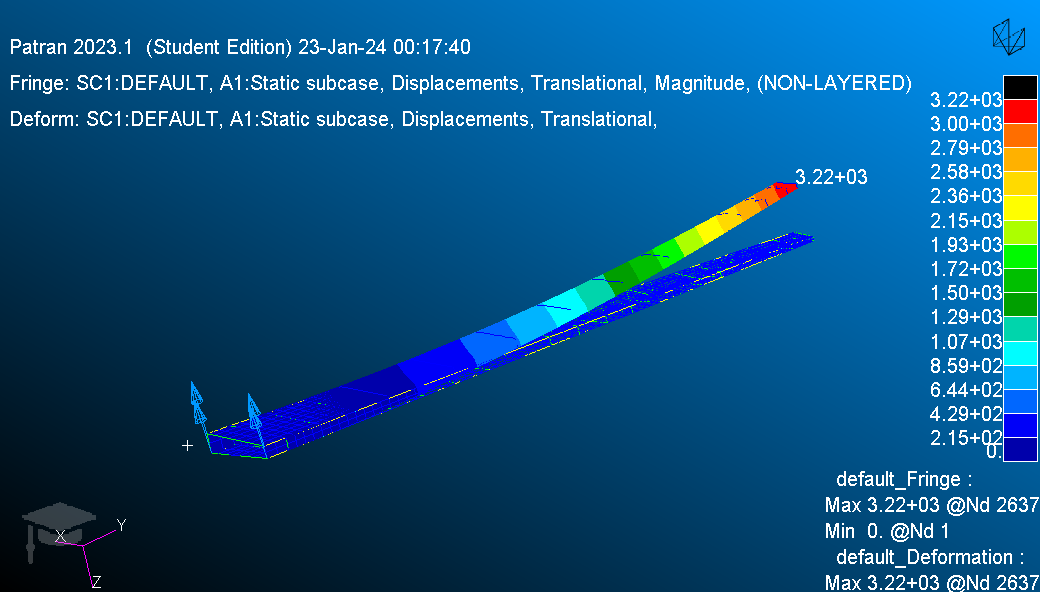 Patran 2023.1 (Student Edition) 23-Jan-24 00:17:40
Fringe: SC1:DEFAULT, A1:Static subcase, Displacements, Translational, Magnitude, (NON-LAYERED)
Deform: SC1:DEFAULT, A1:Static subcase, Displacements, Translational,
3.22+03
3.00+03
2.79+03
2.58+03
2.36+03
2.15+03
1.93+03
1.72+03
1.50+03
1.29+03
1.07+03
8.59+02
6.44+02
4.29+02
2.15+02
0.
3.22+03
default_Fringe :
Max 3.22+03 @Nd 2637
Min 0. @Nd 1
default_Deformation :
Max 3.22+03 @Nd 2637
X
Y
Z